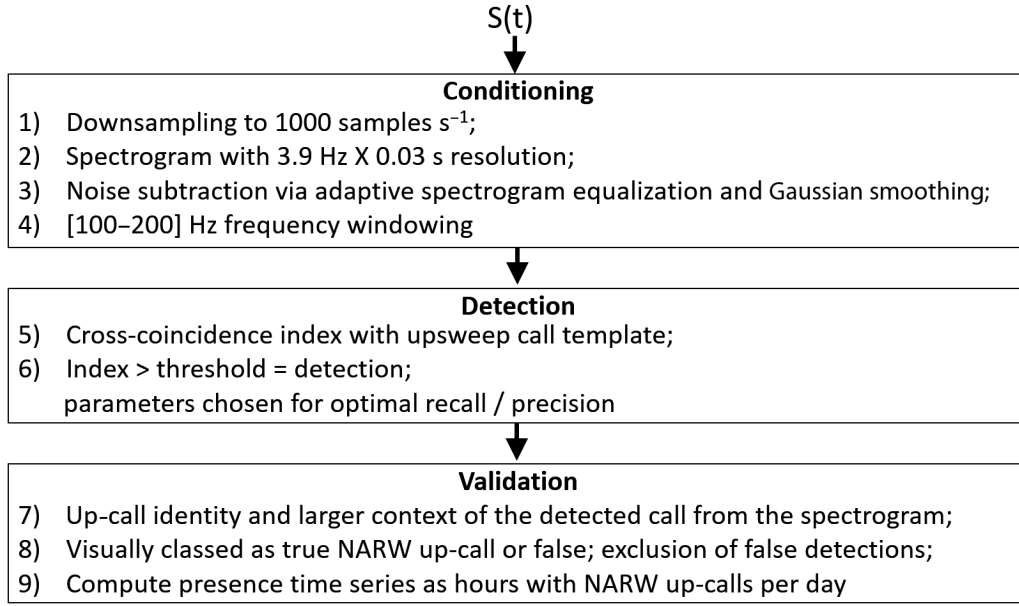 S(t)
Conditioning
1) Downsampling to 1000 samples s⁻¹;
2) Spectrogram with 3.9 Hz X 0.03 s resolution;
3) Noise subtraction via adaptive spectrogram equalization and Gaussian smoothing;
4) [100–200] Hz frequency windowing
Detection
5) Cross-coincidence index with upsweep call template;
6) Index > threshold = detection;
parameters chosen for optimal recall / precision
Validation
7) Up-call identity and larger context of the detected call from the spectrogram;
8) Visually classed as true NARW up-call or false; exclusion of false detections;
9) Compute presence time series as hours with NARW up-calls per day